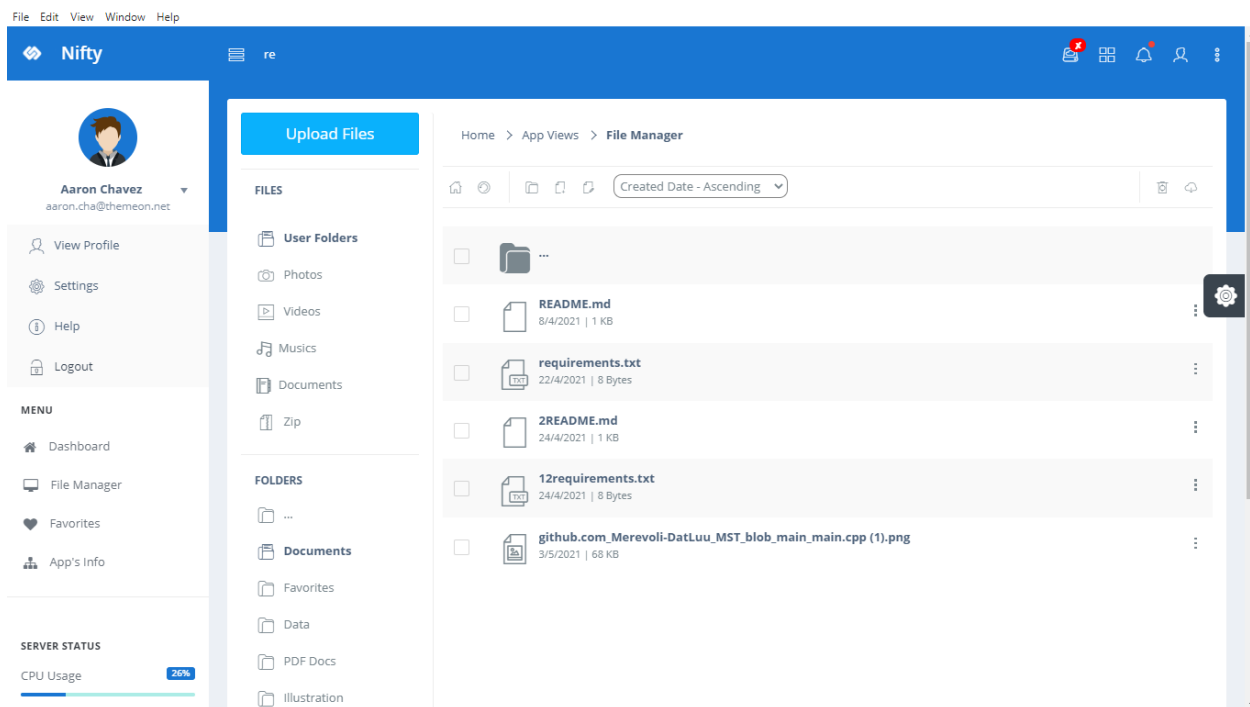 File Edit View Window Help
Nifty
re
Aaron Chavez
aaron.cha@themeon.net
View Profile
Settings
Help
Logout
MENU
Dashboard
File Manager
Favorites
App's Info
SERVER STATUS
CPU Usage 26%
Upload Files
FILES
User Folders
Photos
Videos
Musics
Documents
Zip
FOLDERS
...
Documents
Favorites
Data
PDF Docs
Illustration
Home > App Views > File Manager
Created Date - Ascending
...
README.md
8/4/2021 | 1 KB
requirements.txt
22/4/2021 | 8 Bytes
TXT
2README.md
24/4/2021 | 1 KB
12requirements.txt
24/4/2021 | 8 Bytes
TXT
github.com_Merevoli-DatLuu_MST_blob_main_main.cpp (1).png
3/5/2021 | 68 KB